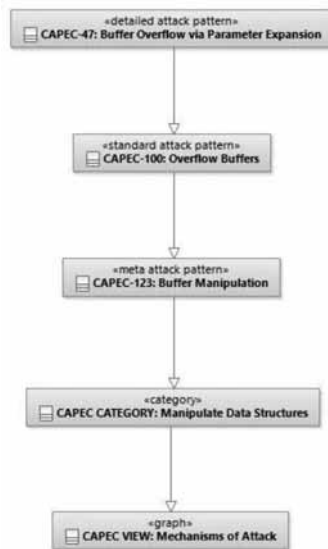 «detailed attack pattern»
CAPEC-47: Buffer Overflow via Parameter Expansion
«standard attack pattern»
CAPEC-100: Overflow Buffers
«meta attack pattern»
CAPEC-123: Buffer Manipulation
«category»
CAPEC CATEGORY: Manipulate Data Structures
«graph»
CAPEC VIEW: Mechanisms of Attack